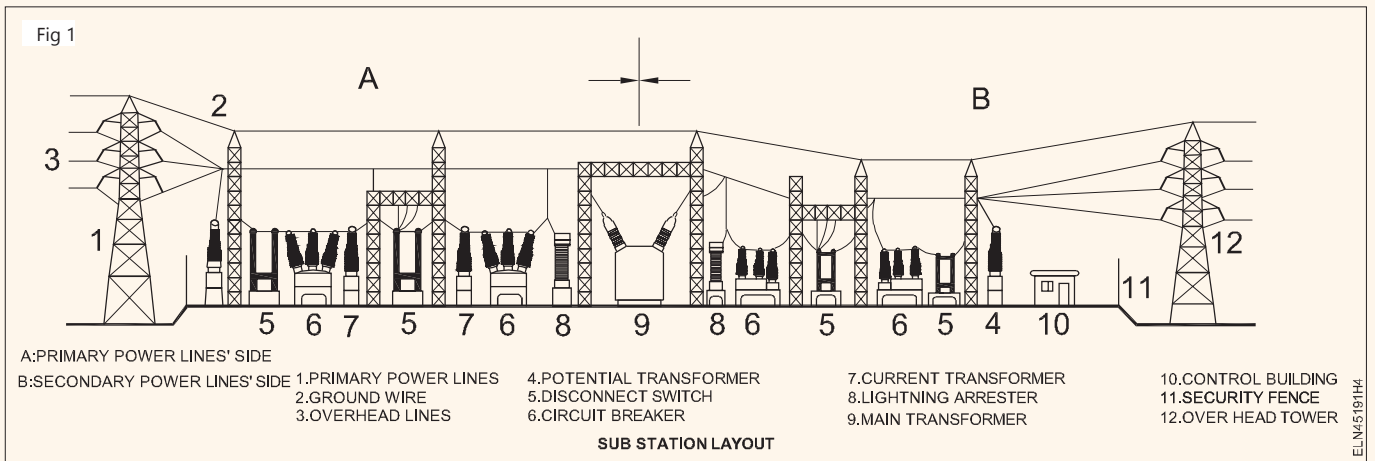 Fig 1
A
B
2
3
1
12
11
5 6 7 5 7 6 8 9 8 6 5 6 5 4 10
A:PRIMARY POWER LINES' SIDE
B:SECONDARY POWER LINES' SIDE
1.PRIMARY POWER LINES
2.GROUND WIRE
3.OVERHEAD LINES
4.POTENTIAL TRANSFORMER
5.DISCONNECT SWITCH
6.CIRCUIT BREAKER
7.CURRENT TRANSFORMER
8.LIGHTNING ARRESTER
9.MAIN TRANSFORMER
10.CONTROL BUILDING
11.SECURITY FENCE
12.OVER HEAD TOWER
SUB STATION LAYOUT
ELN45191H4